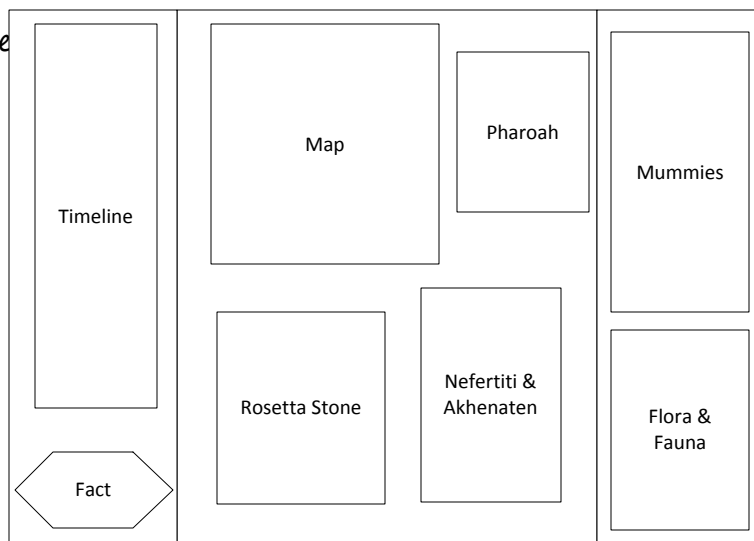 Timeline
Fact
Map
Pharoah
Rosetta Stone
Nefertiti &
Akhenaten
Mummies
Flora &
Fauna